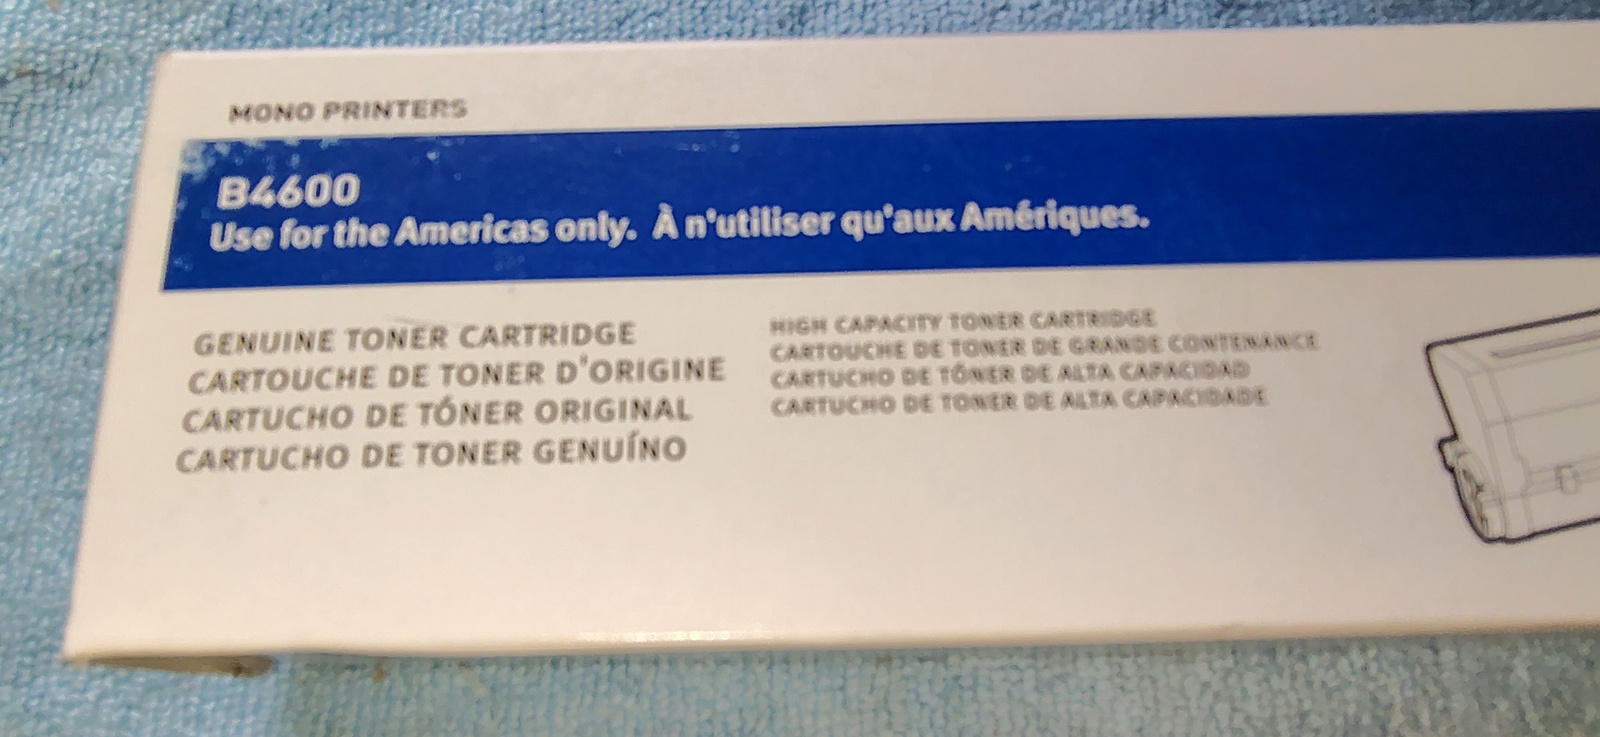 MONO PRINTERS
B4600
Use for the Americas only. À n'utiliser qu'aux Amériques.
GENUINE TONER CARTRIDGE
CARTOUCHE DE TONER D'ORIGINE
CARTUCHO DE TÓNER ORIGINAL
CARTUCHO DE TONER GENUÍNO
HIGH CAPACITY TONER CARTRIDGE
CARTOUCHE DE TONER DE GRANDE CONTENANCE
CARTUCHO DE TÓNER DE ALTA CAPACIDAD
CARTUCHO DE TONER DE ALTA CAPACIDADE